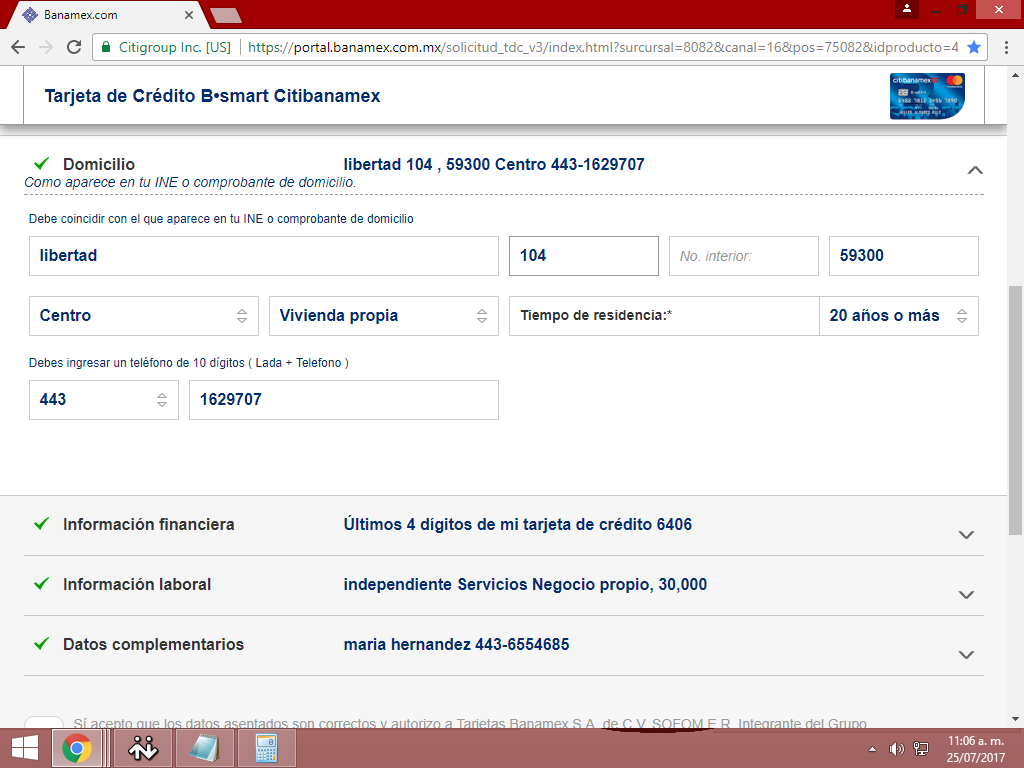 Banamex.com
Citigroup Inc. [US] https://portal.banamex.com.mx/solicitud_tdc_v3/index.html?surcursal=8082&canal=16&pos=75082&idproducto=4
Tarjeta de Crédito B•smart Citibanamex
citibanamex
Domicilio libertad 104 , 59300 Centro 443-1629707
Como aparece en tu INE o comprobante de domicilio.
Debe coincidir con el que aparece en tu INE o comprobante de domicilio
libertad 104 No. interior: 59300
Centro Vivienda propia Tiempo de residencia:* 20 años o más
Debes ingresar un teléfono de 10 dígitos ( Lada + Telefono )
443 1629707
Información financiera Últimos 4 dígitos de mi tarjeta de crédito 6406
Información laboral independiente Servicios Negocio propio, 30,000
Datos complementarios maria hernandez 443-6554685
Sí acepto que los datos asentados son correctos y autorizo a Tarjetas Banamex S.A. de C.V. SOFOM E.R. Integrante del Grupo
11:06 a. m.
25/07/2017